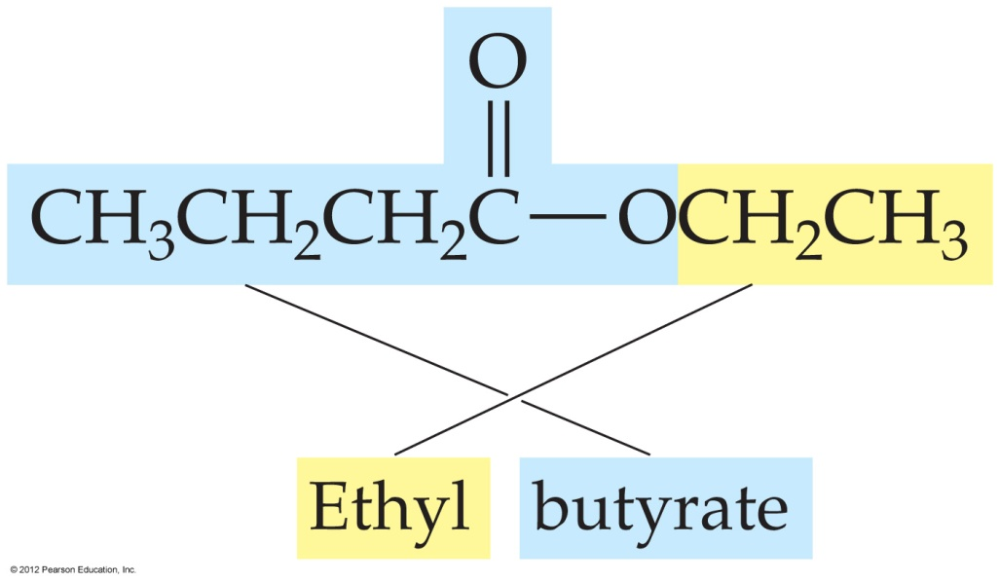 O
CH₃CH₂CH₂C—OCH₂CH₃
Ethyl butyrate
© 2012 Pearson Education, Inc.